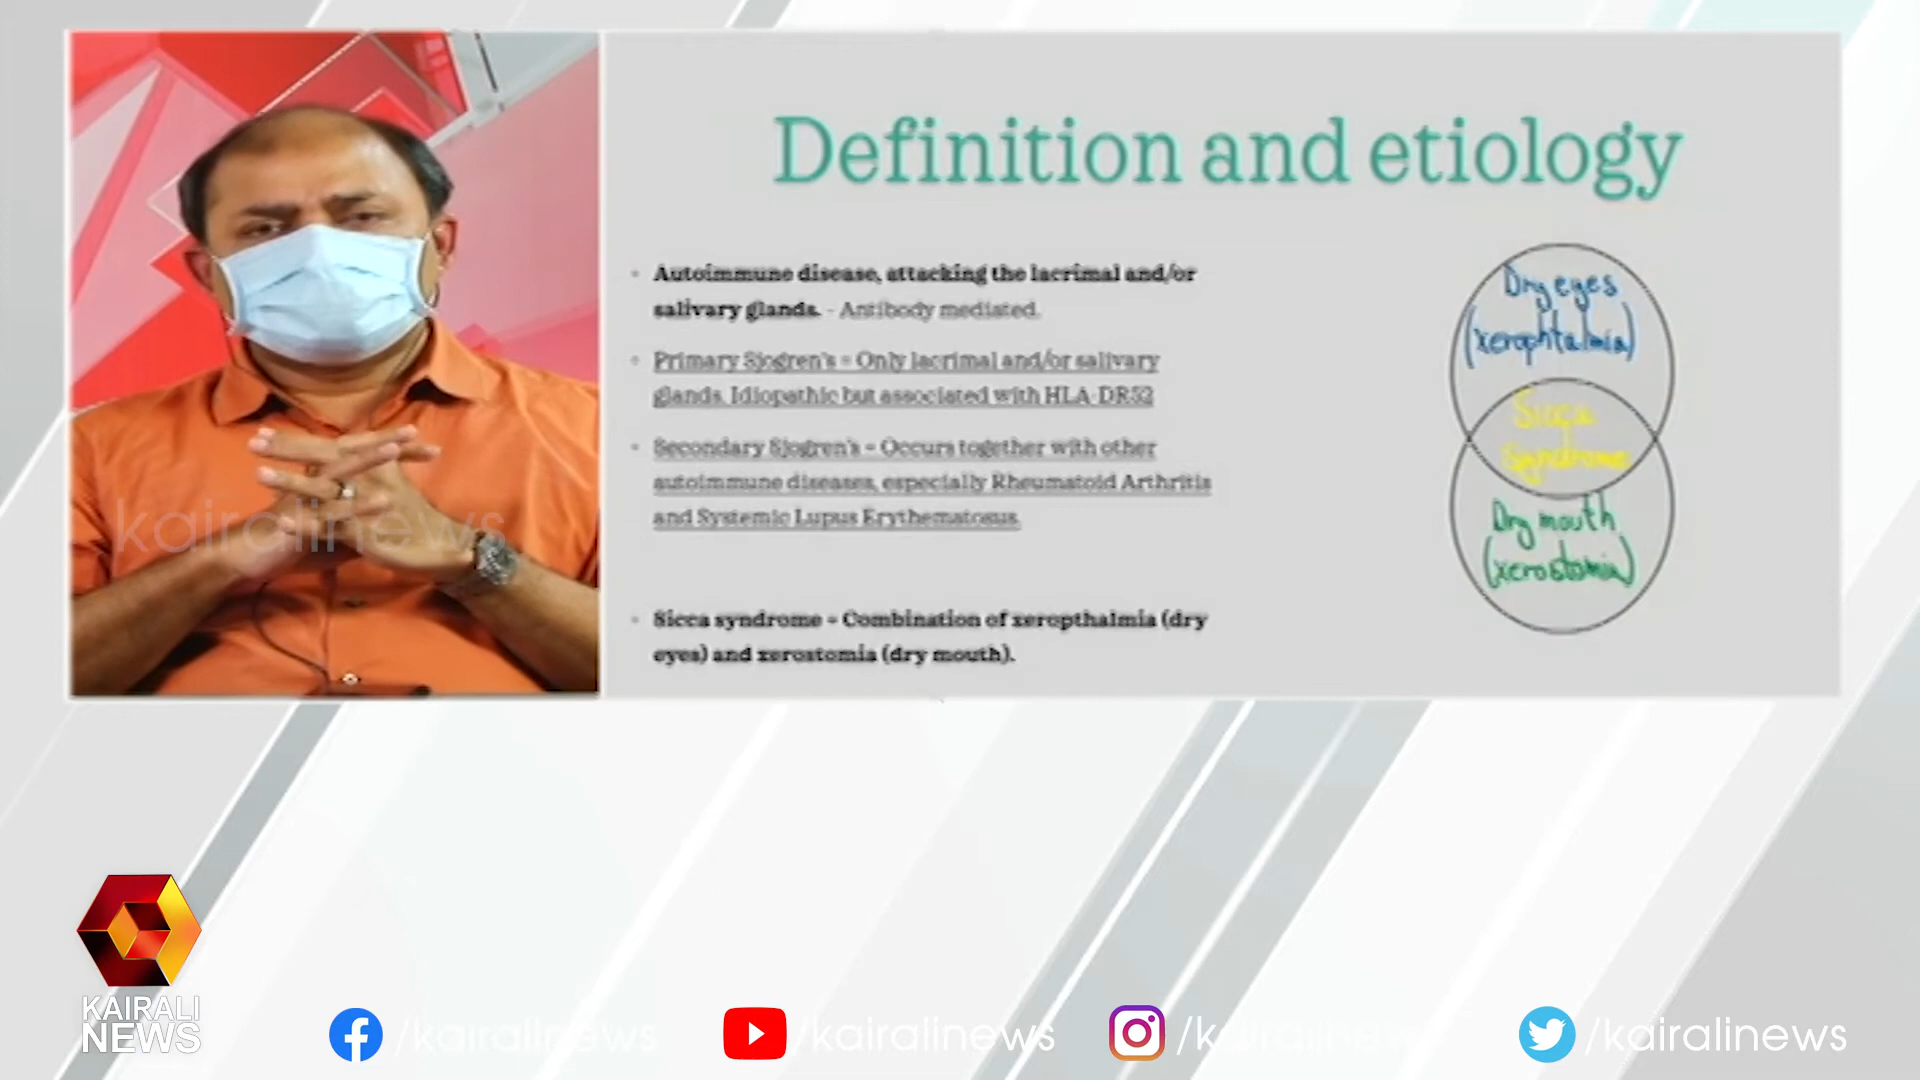 Definition and etiology
Autoimmune disease, attacking the lacrimal and/or
salivary glands. - Antibody mediated.
Primary Sjogren's = Only lacrimal and/or salivary
glands. Idiopathic but associated with HLA-DR52
Secondary Sjogren's = Occurs together with other
autoimmune diseases, especially Rheumatoid Arthritis
and Systemic Lupus Erythematosus.
Sicca syndrome = Combination of xeropthalmia (dry
eyes) and xerostomia (dry mouth).
Dry eyes
(xerophtalmia)
Sicca
Syndrome
Dry mouth
(xerostomia)
kairalinews
KAIRALI
NEWS
/kairalinews
/kairalinews
/kairalinews
/kairalinews